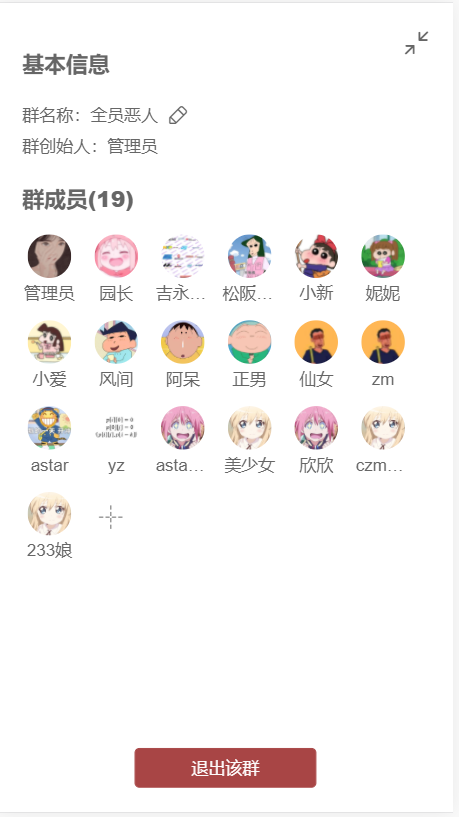 基本信息
群名称：全员恶人
群创始人：管理员
群成员(19)
管理员 园长 吉永... 松阪... 小新 妮妮
小爱 风间 阿呆 正男 仙女 zm
astar yz asta... 美少女 欣欣 czm...
233娘
退出该群